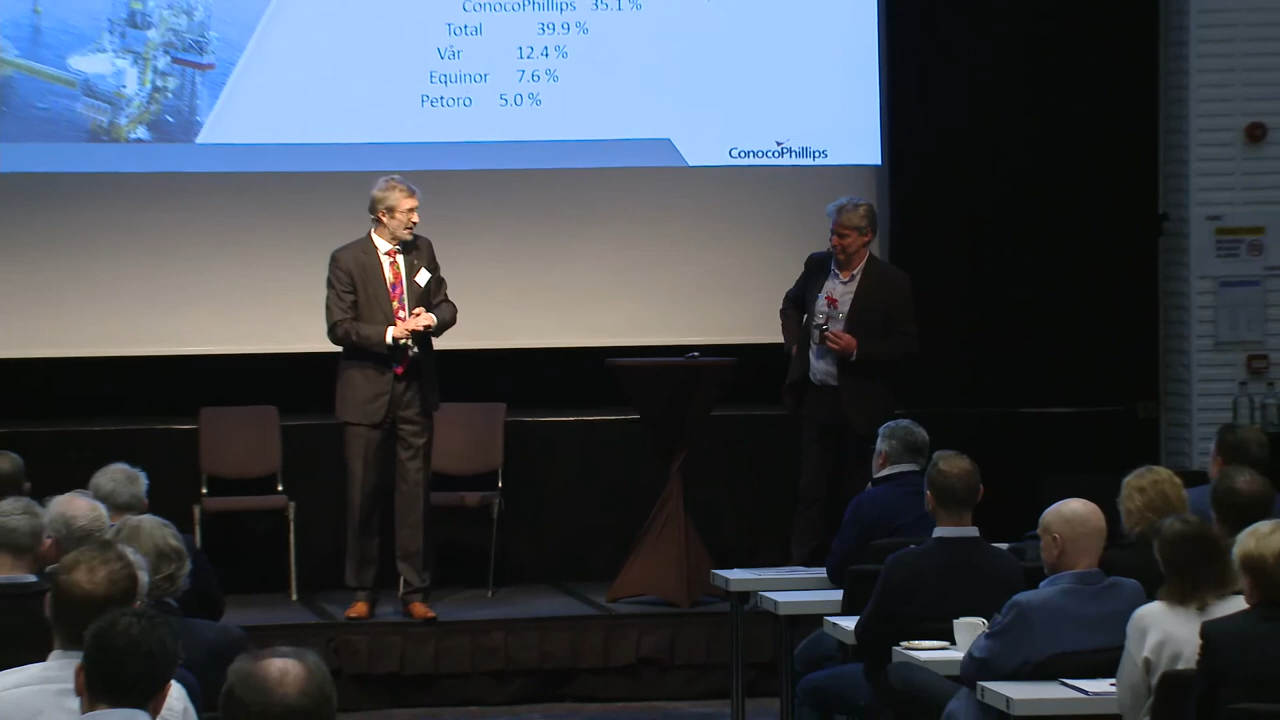 ConocoPhillips 35.1 %
Total 39.9 %
Vår 12.4 %
Equinor 7.6 %
Petoro 5.0 %
ConocoPhillips